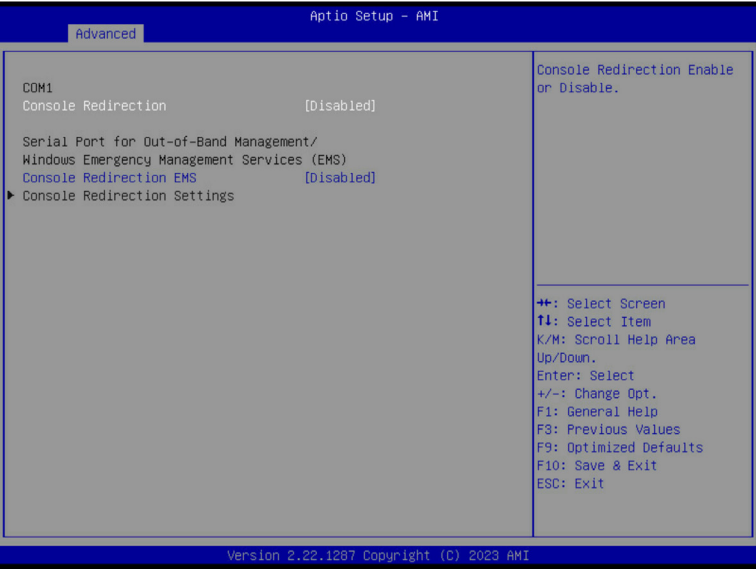 Aptio Setup – AMI
Advanced
COM1
Console Redirection [Disabled]
Serial Port for Out-of-Band Management/
Windows Emergency Management Services (EMS)
Console Redirection EMS [Disabled]
▶ Console Redirection Settings
Console Redirection Enable
or Disable.
→←: Select Screen
↑↓: Select Item
K/M: Scroll Help Area
Up/Down.
Enter: Select
+/-: Change Opt.
F1: General Help
F3: Previous Values
F9: Optimized Defaults
F10: Save & Exit
ESC: Exit
Version 2.22.1287 Copyright (C) 2023 AMI